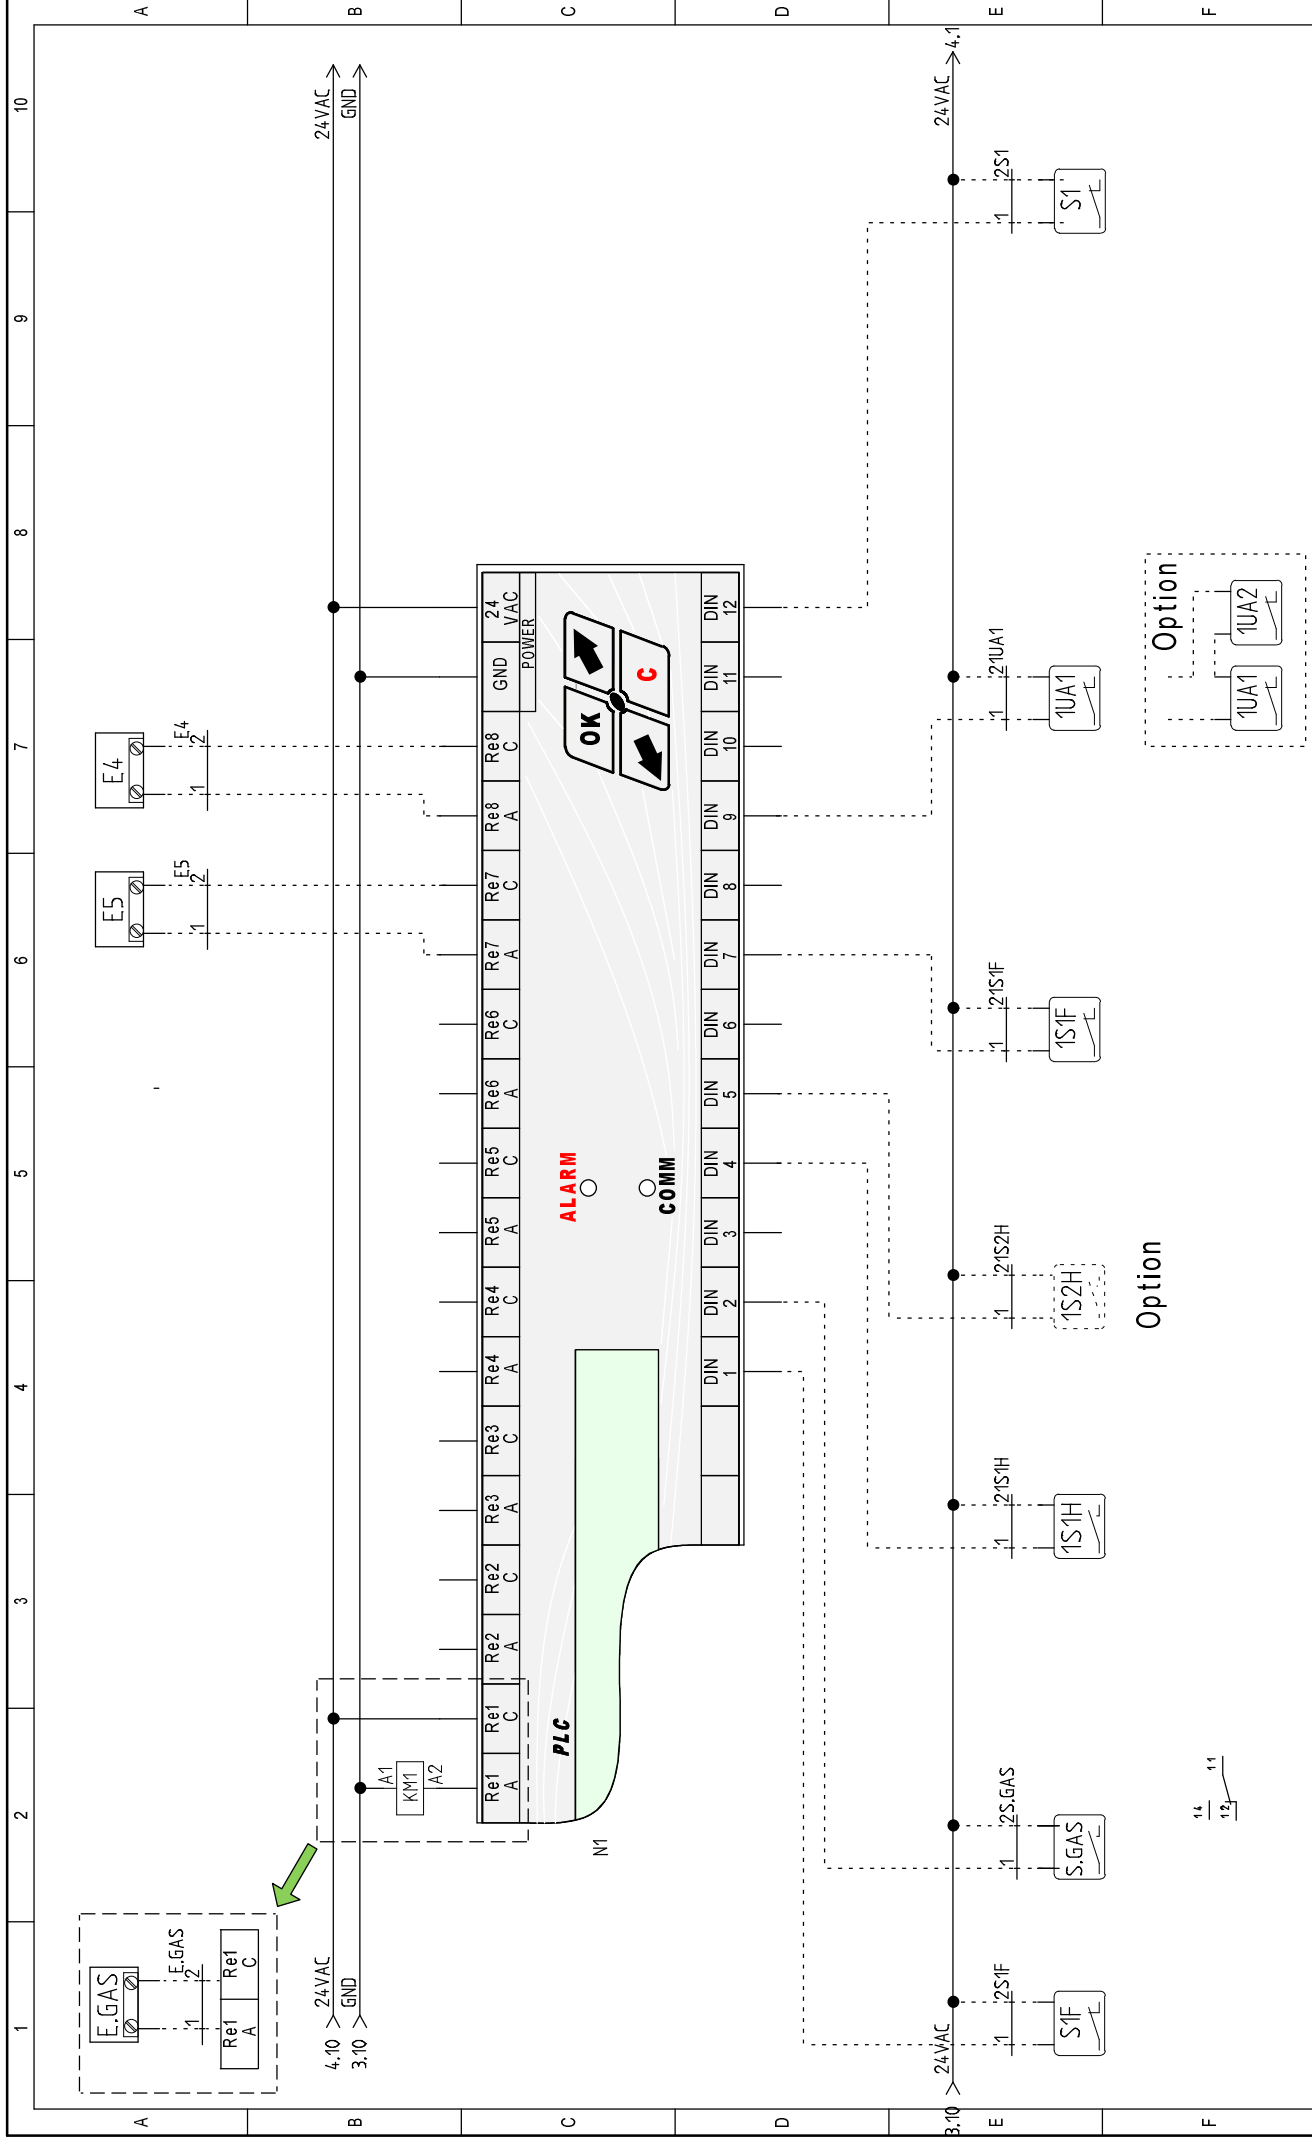 1
2
3
4
5
6
7
8
9
10
A
A
B
B
C
C
D
D
E
E
F
F
E.GAS
E.GAS
1
2
Re1
A
Re1
C
E5
E5
1
2
E4
E4
1
2
4.10
24VAC
24VAC
3.10
GND
GND
A1
KM1
A2
Re1
A
Re1
C
Re2
A
Re2
C
Re3
A
Re3
C
Re4
A
Re4
C
Re5
A
Re5
C
Re6
A
Re6
C
Re7
A
Re7
C
Re8
A
Re8
C
GND
24
VAC
POWER
N1
PLC
ALARM
COMM
OK
C
DIN
1
DIN
2
DIN
3
DIN
4
DIN
5
DIN
6
DIN
7
DIN
8
DIN
9
DIN
10
DIN
11
DIN
12
3.10
24VAC
24VAC
4.1
1
2S1F
S1F
1
2S.GAS
S.GAS
1
21S1H
1S1H
1
21S2H
1S2H
Option
1
21S1F
1S1F
1
21UA1
1UA1
1
2S1
S1
14
12
11
Option
1UA1
1UA2